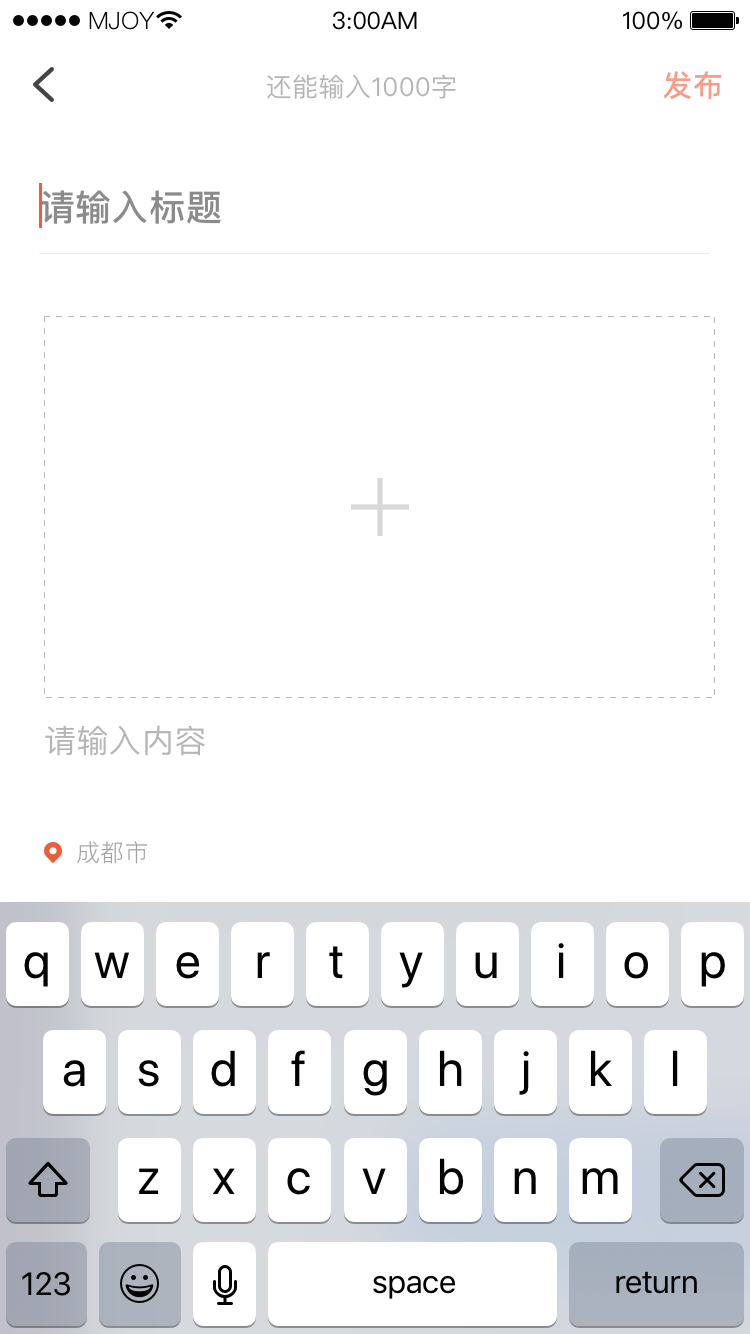 MJOY 3:00AM 100%
还能输入1000字 发布
请输入标题
请输入内容
成都市
q w e r t y u i o p
a s d f g h j k l
z x c v b n m
123 space return